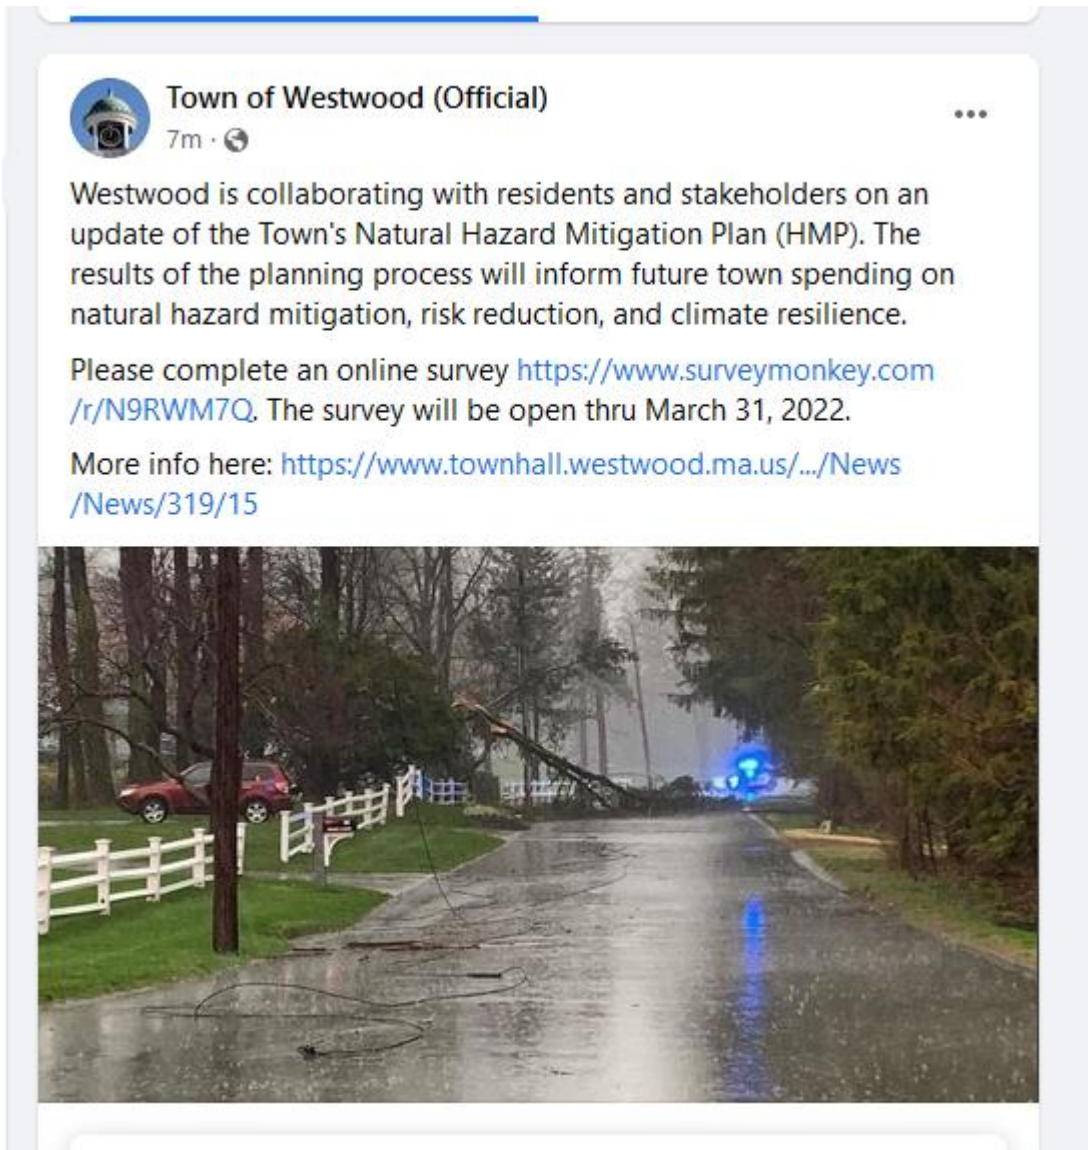 Town of Westwood (Official)
7m ·
Westwood is collaborating with residents and stakeholders on an
update of the Town's Natural Hazard Mitigation Plan (HMP). The
results of the planning process will inform future town spending on
natural hazard mitigation, risk reduction, and climate resilience.
Please complete an online survey https://www.surveymonkey.com
/r/N9RWM7Q. The survey will be open thru March 31, 2022.
More info here: https://www.townhall.westwood.ma.us/.../News
/News/319/15